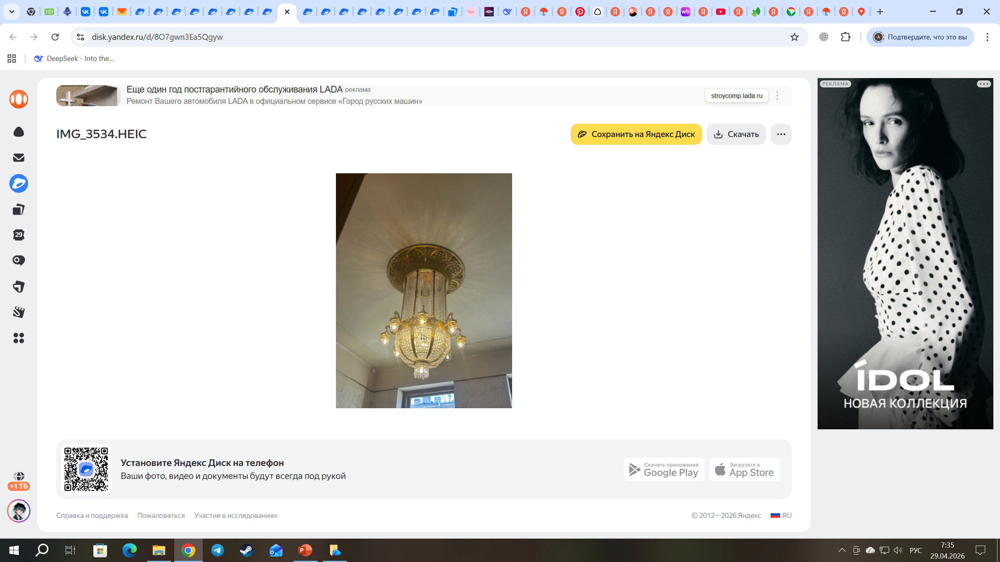 HD
wb
disk.yandex.ru/d/8O7gwn3Ea5Qgyw
A
Подтвердите, что это вы
DeepSeek - Into the...
Еще один год постгарантийного обслуживания LADA реклама
Ремонт Вашего автомобиля LADA в официальном сервисе «Город русских машин»
stroycomp.lada.ru
РЕКЛАМА
IMG_3534.HEIC
Сохранить на Яндекс Диск
Скачать
29
ÍDOL
НОВАЯ КОЛЛЕКЦИЯ
Установите Яндекс Диск на телефон
Ваши фото, видео и документы будут всегда под рукой
Скачать приложение
Google Play
Загрузите в
App Store
+1 ТБ
Справка и поддержка
Пожаловаться
Участие в исследованиях
© 2012—2026 Яндекс
RU
РУС
7:35
29.04.2026